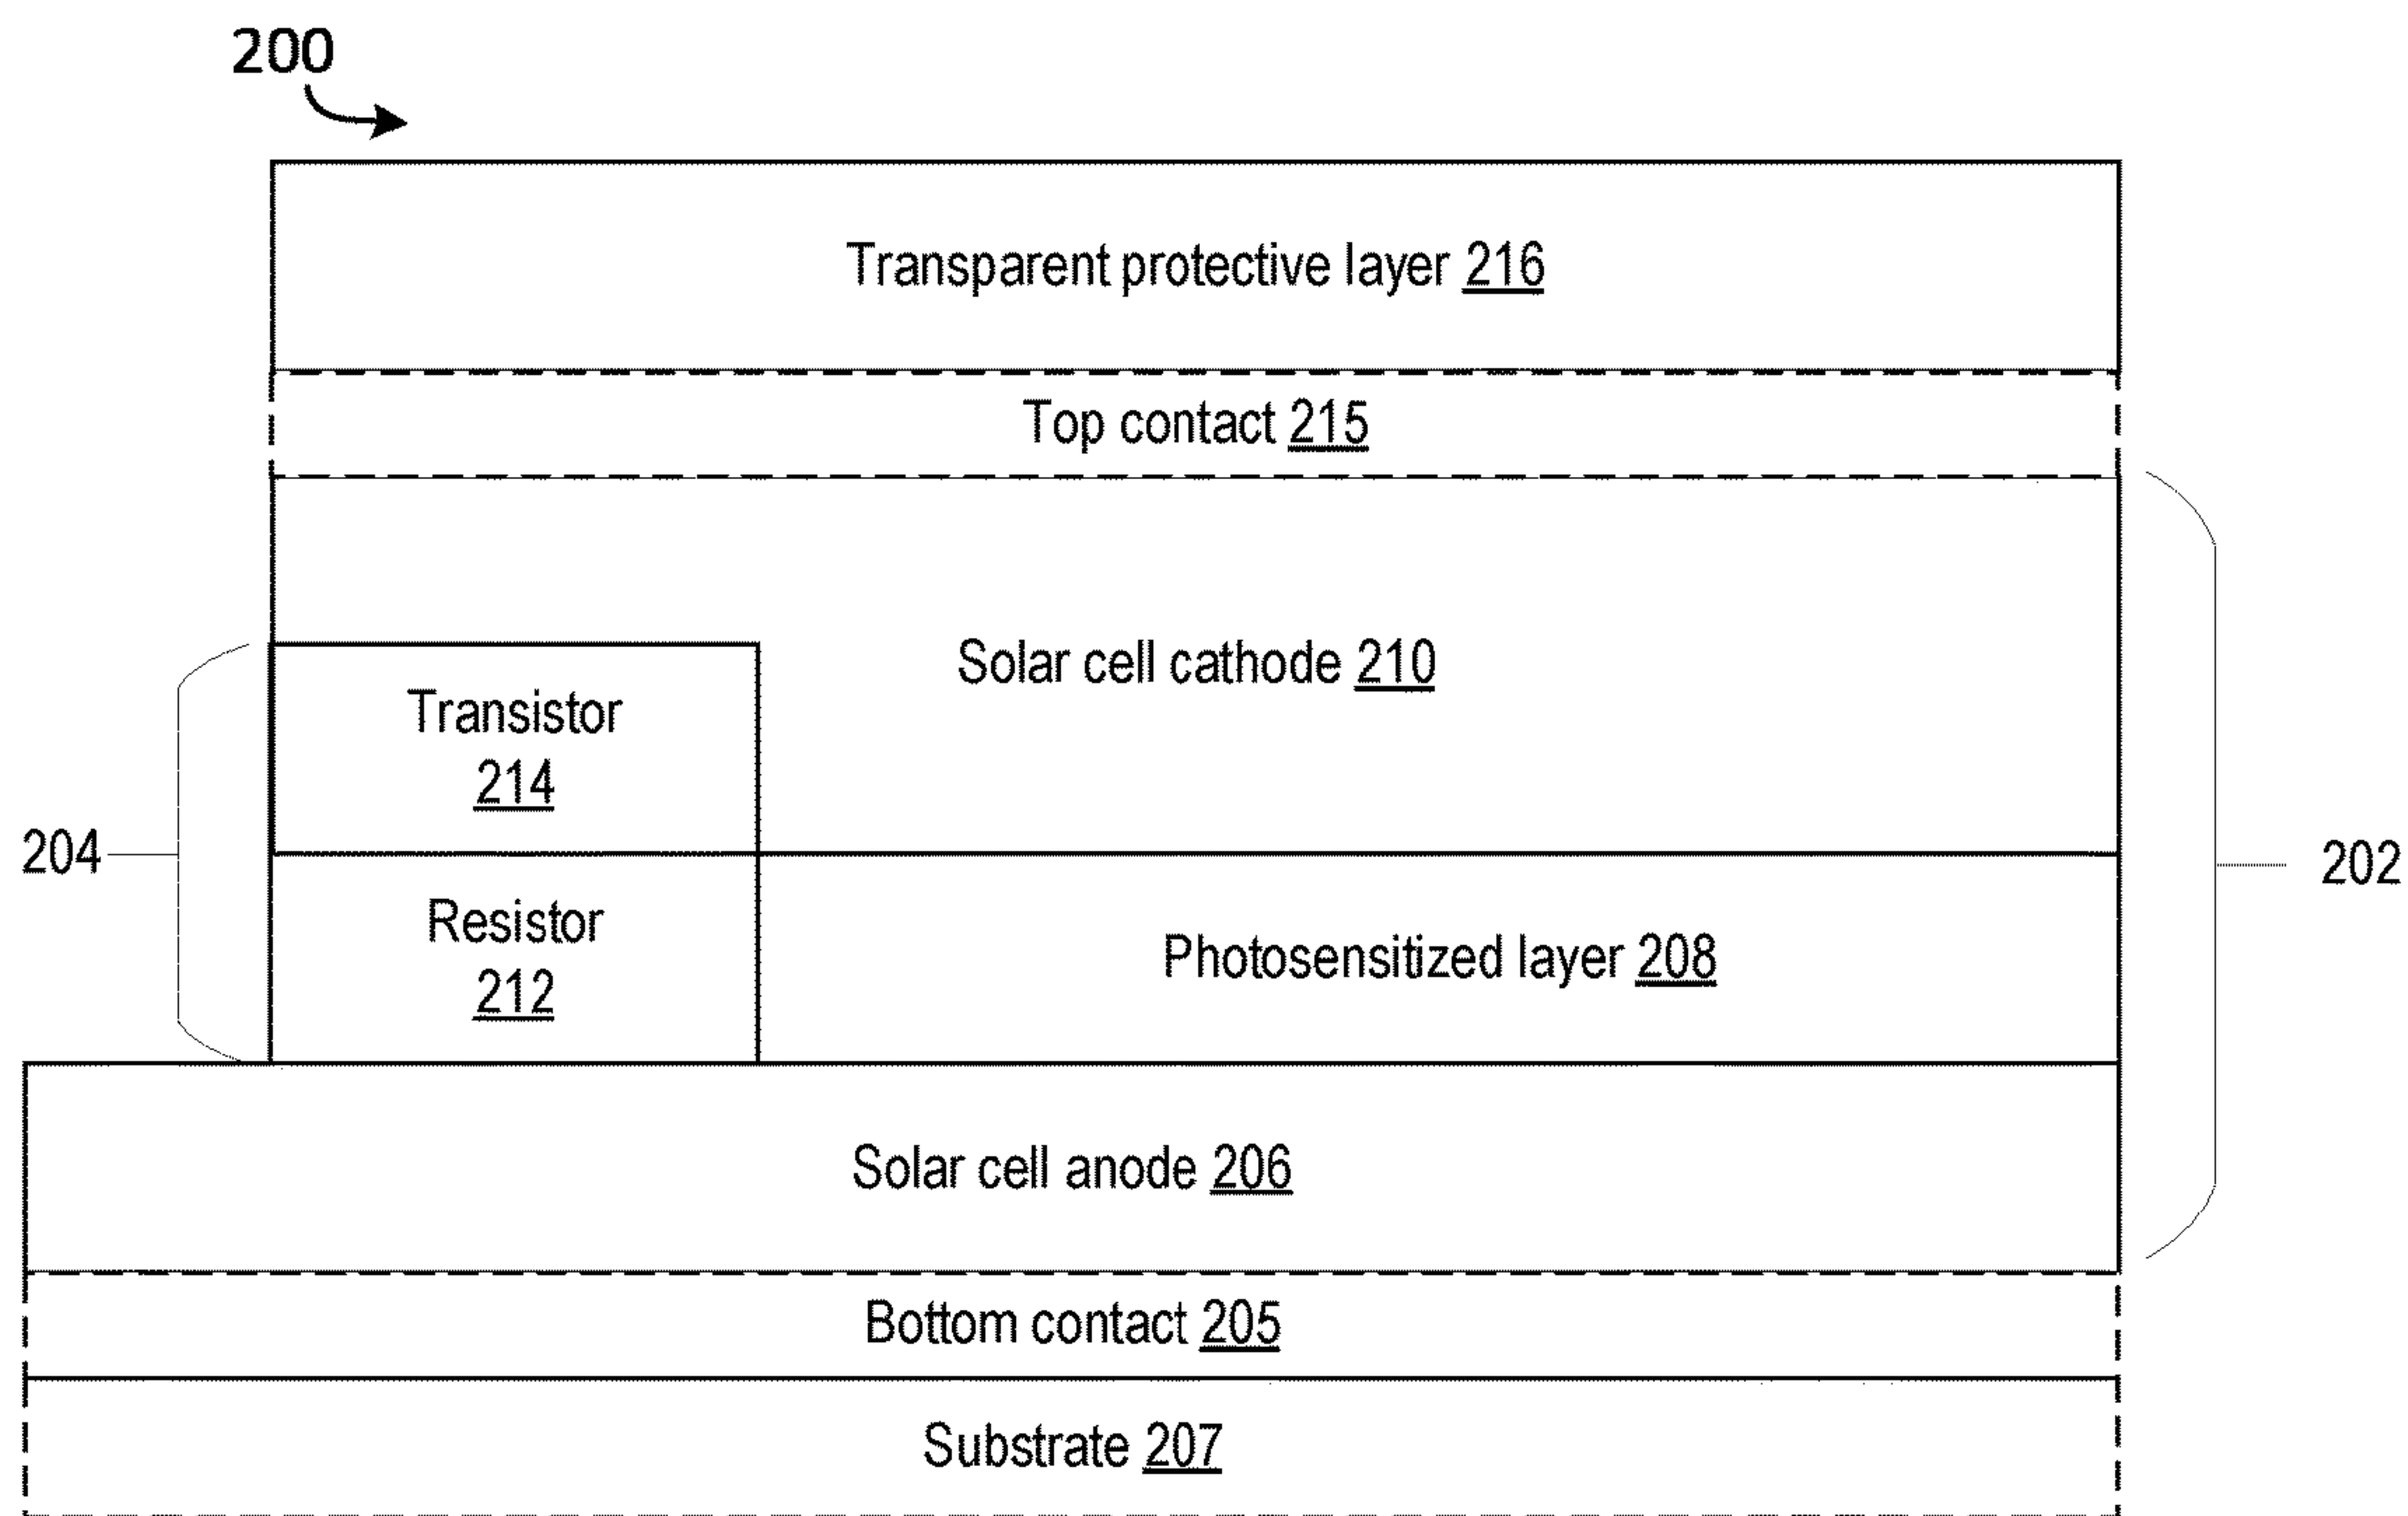 200
Transparent protective layer 216
Top contact 215
Solar cell cathode 210
Transistor
214
204
202
Resistor
212
Photosensitized layer 208
Solar cell anode 206
Bottom contact 205
Substrate 207